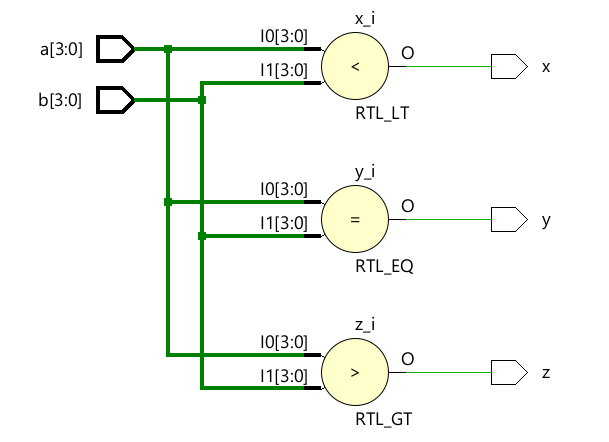 x_i
a[3:0]
I0[3:0]
O
<
x
I1[3:0]
b[3:0]
RTL_LT
y_i
I0[3:0]
O
=
y
I1[3:0]
RTL_EQ
z_i
I0[3:0]
O
>
z
I1[3:0]
RTL_GT